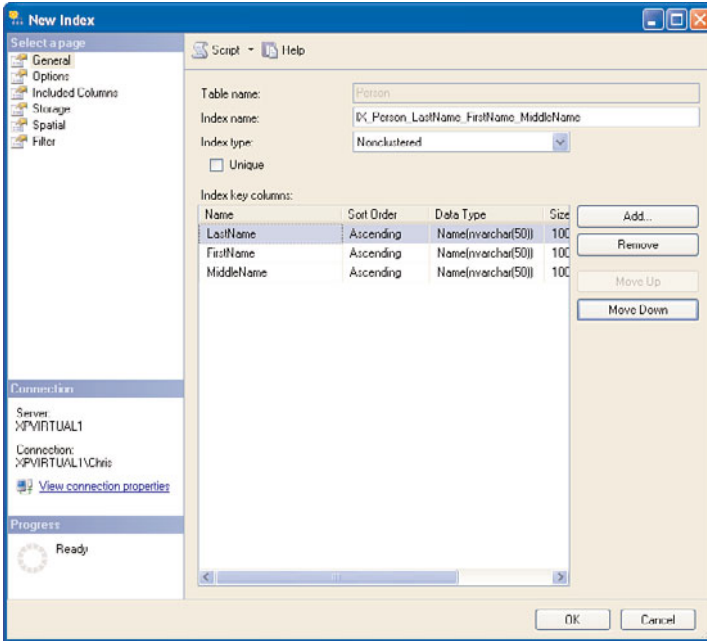 New Index
Select a page
General
Options
Included Columns
Storage
Spatial
Filter
Script
Help
Table name:
Person
Index name:
IX_Person_LastName_FirstName_MiddleName
Index type:
Nonclustered
Unique
Index key columns:
Name Sort Order Data Type Size
LastName Ascending Name(nvarchar(50)) 100
FirstName Ascending Name(nvarchar(50)) 100
MiddleName Ascending Name(nvarchar(50)) 100
Add...
Remove
Move Up
Move Down
Connection
Server:
XPVIRTUAL1
Connection:
XPVIRTUAL1\Chris
View connection properties
Progress
Ready
OK
Cancel